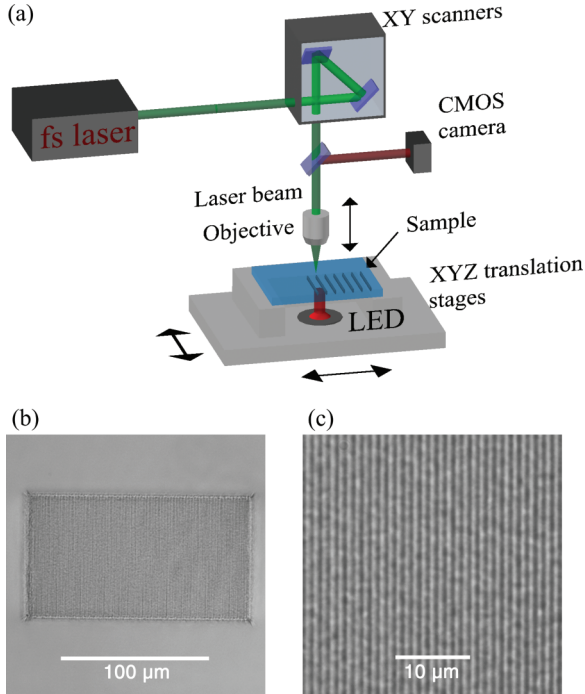 (a)
XY scanners
CMOS
camera
fs laser
Laser beam
Objective
Sample
XYZ translation
stages
LED
(b)
(c)
100 µm
10 µm